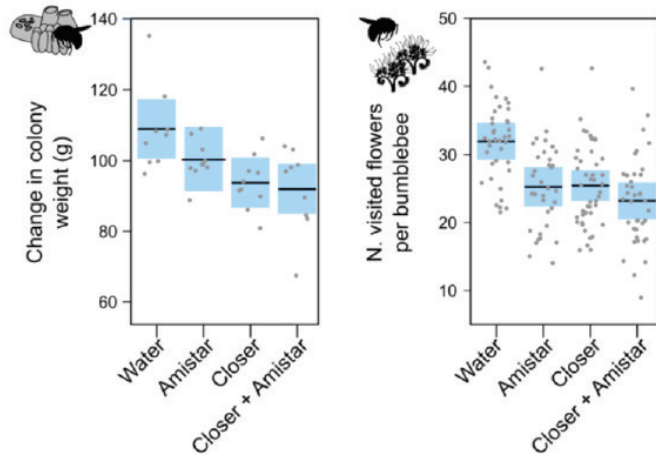 Change in colony
weight (g)
140
120
100
80
60
Water
Amistar
Closer
Closer + Amistar
N. visited flowers
per bumblebee
50
40
30
20
10
Water
Amistar
Closer
Closer + Amistar